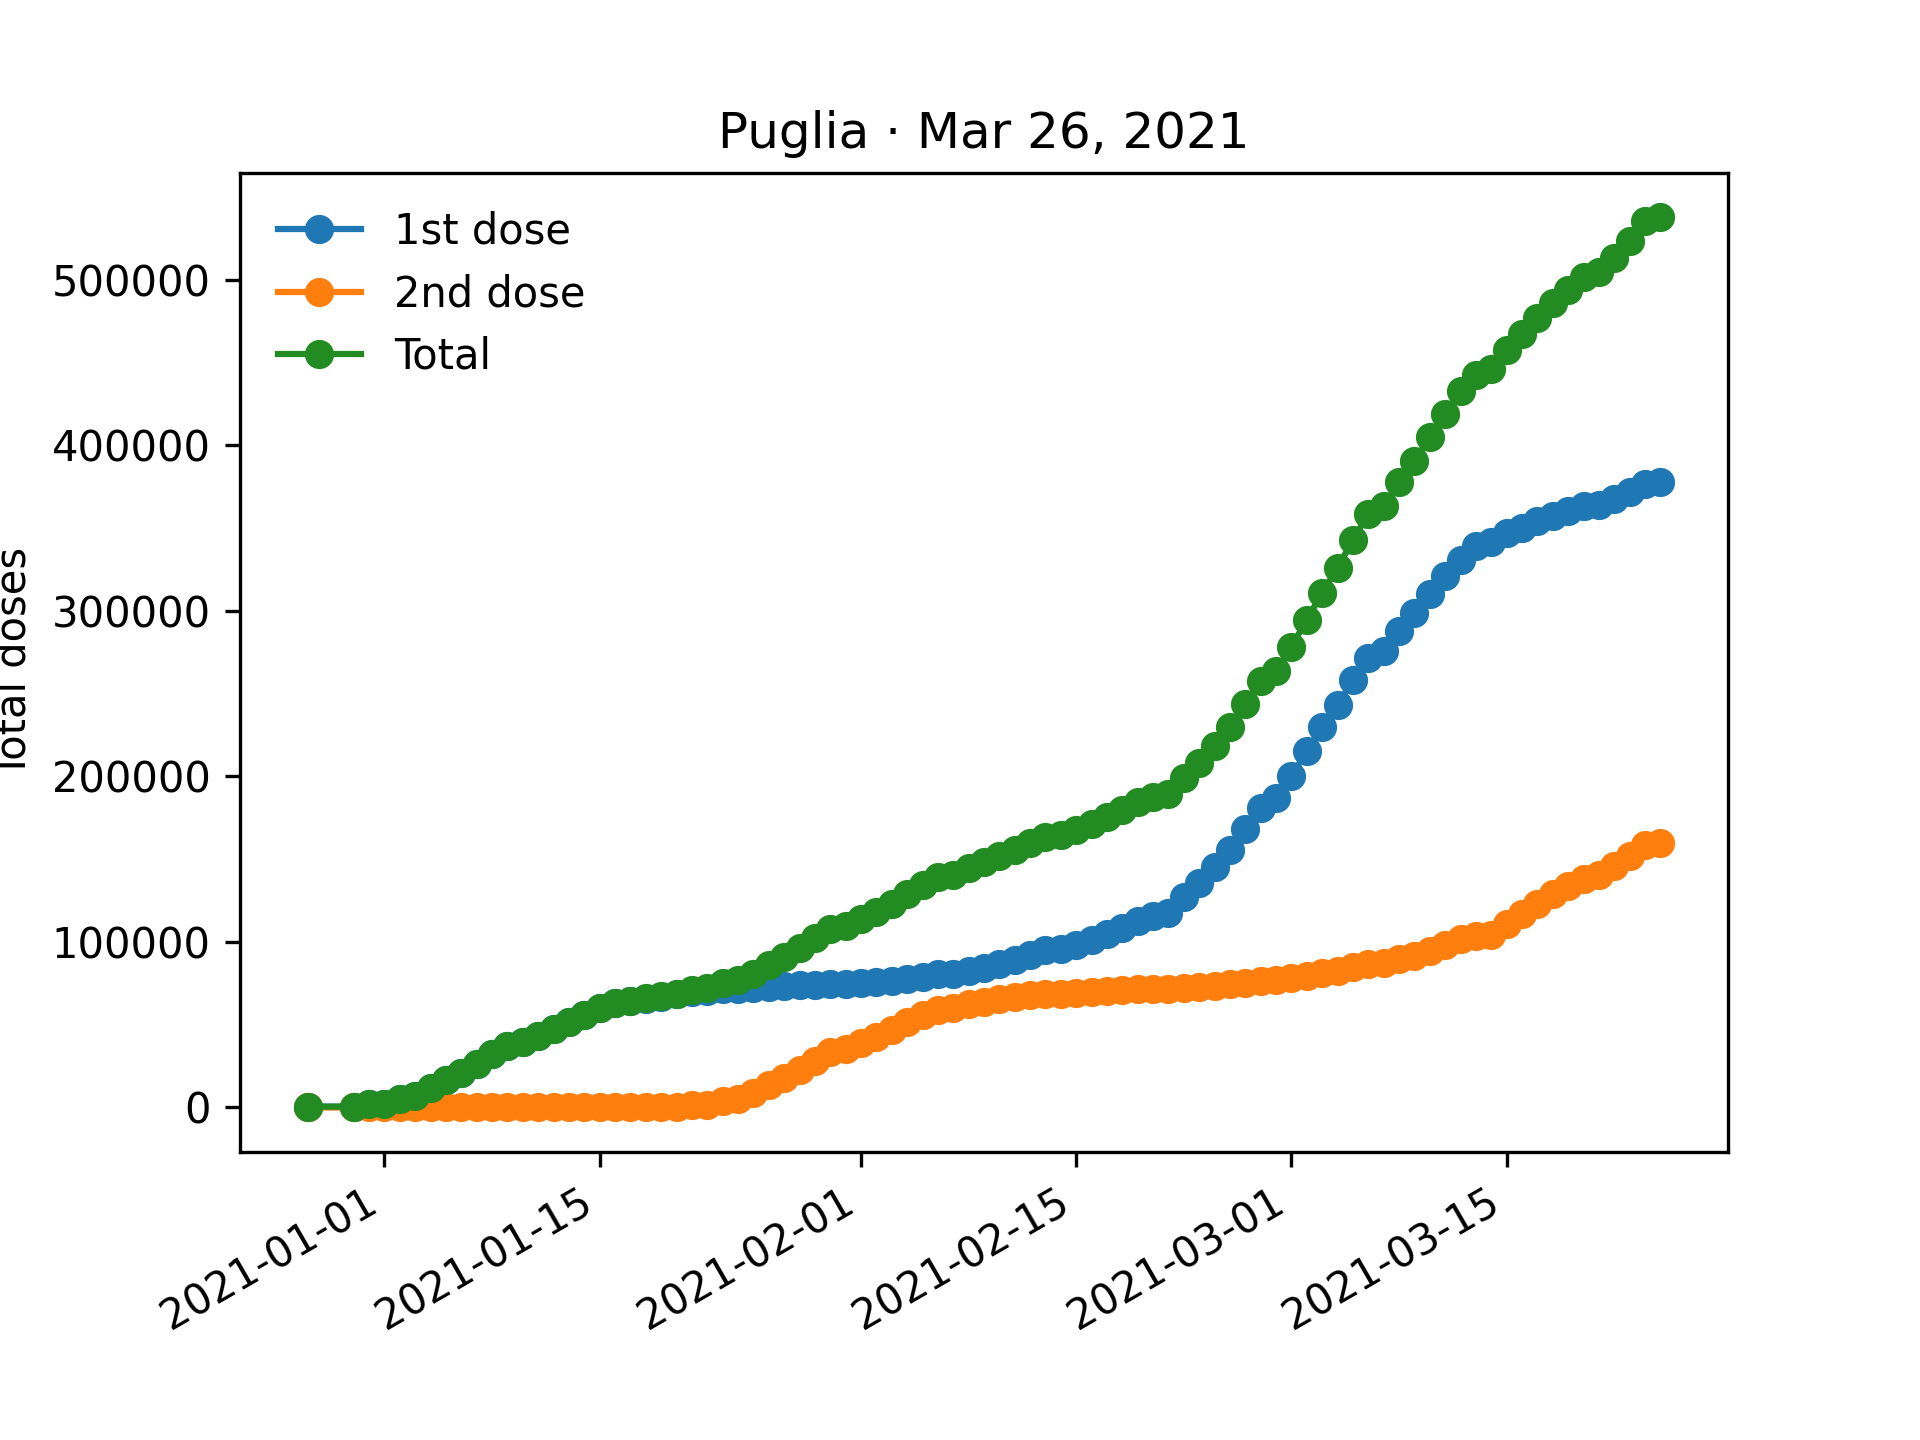 Puglia · Mar 26, 2021
1st dose
2nd dose
Total
500000
400000
300000
200000
100000
0
Total doses
2021-01-01
2021-01-15
2021-02-01
2021-02-15
2021-03-01
2021-03-15